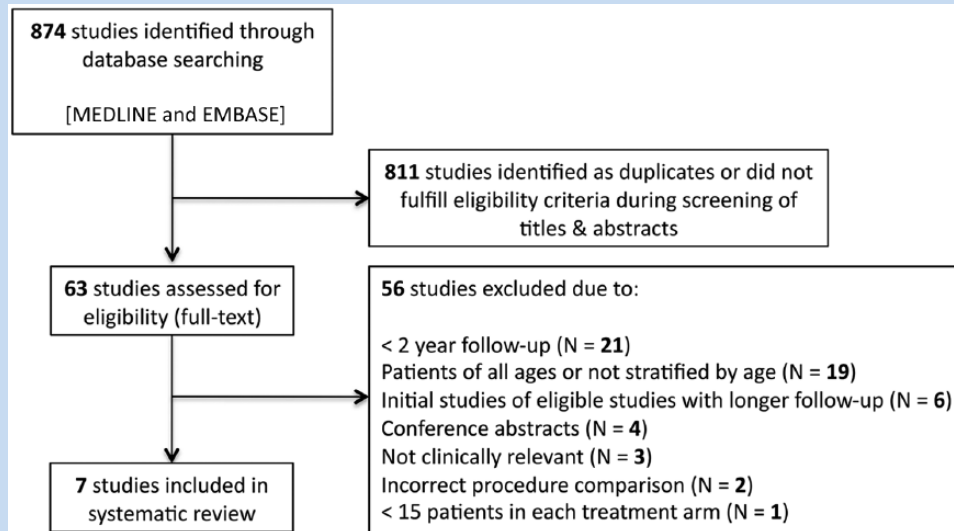 874 studies identified through
database searching
[MEDLINE and EMBASE]
811 studies identified as duplicates or did not
fulfill eligibility criteria during screening of
titles & abstracts
63 studies assessed for
eligibility (full-text)
56 studies excluded due to:
< 2 year follow-up (N = 21)
Patients of all ages or not stratified by age (N = 19)
Initial studies of eligible studies with longer follow-up (N = 6)
Conference abstracts (N = 4)
Not clinically relevant (N = 3)
Incorrect procedure comparison (N = 2)
< 15 patients in each treatment arm (N = 1)
7 studies included in
systematic review